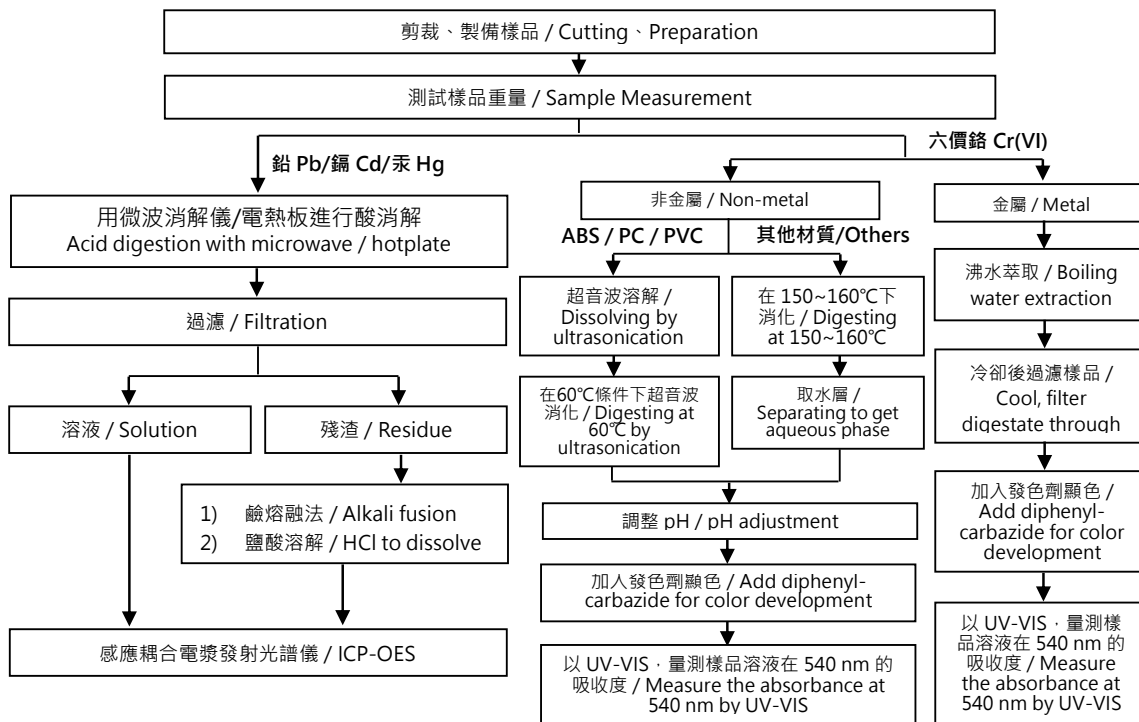 剪裁、製備樣品 / Cutting、Preparation
測試樣品重量 / Sample Measurement
鉛 Pb/鎘 Cd/汞 Hg
六價鉻 Cr(VI)
用微波消解儀/電熱板進行酸消解
Acid digestion with microwave / hotplate
過濾 / Filtration
溶液 / Solution
殘渣 / Residue
1) 鹼熔融法 / Alkali fusion
2) 鹽酸溶解 / HCl to dissolve
感應耦合電漿發射光譜儀 / ICP-OES
非金屬 / Non-metal
ABS / PC / PVC
其他材質/Others
超音波溶解 /
Dissolving by
ultrasonication
在60℃條件下超音波
消化 / Digesting at
60℃ by
ultrasonication
在 150~160℃下
消化 / Digesting
at 150~160℃
取水層 /
Separating to get
aqueous phase
調整 pH / pH adjustment
加入發色劑顯色 / Add diphenyl-
carbazide for color development
以 UV-VIS，量測樣品溶液在 540 nm 的
吸收度 / Measure the absorbance at
540 nm by UV-VIS
金屬 / Metal
沸水萃取 / Boiling
water extraction
冷卻後過濾樣品 /
Cool, filter
digestate through
加入發色劑顯色 /
Add diphenyl-
carbazide for color
development
以 UV-VIS，量測樣
品溶液在 540 nm 的
吸收度 / Measure
the absorbance at
540 nm by UV-VIS